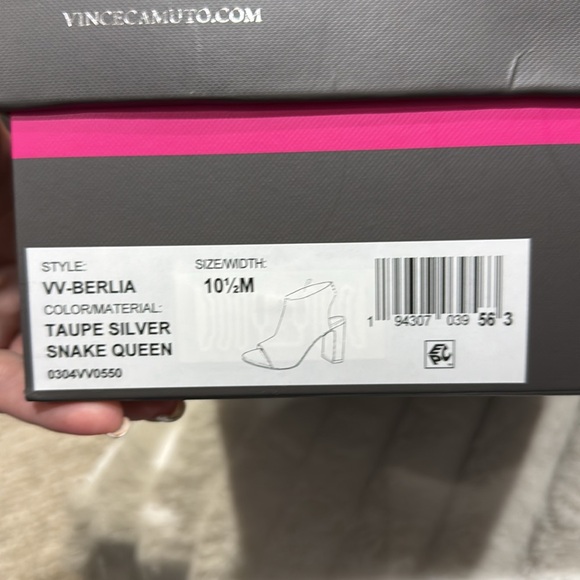 VINCECAMUTO.COM
STYLE:
VV-BERLIA
COLOR/MATERIAL:
TAUPE SILVER
SNAKE QUEEN
0304VV0550
SIZE/WIDTH:
10½M
1 94307 039 56 3